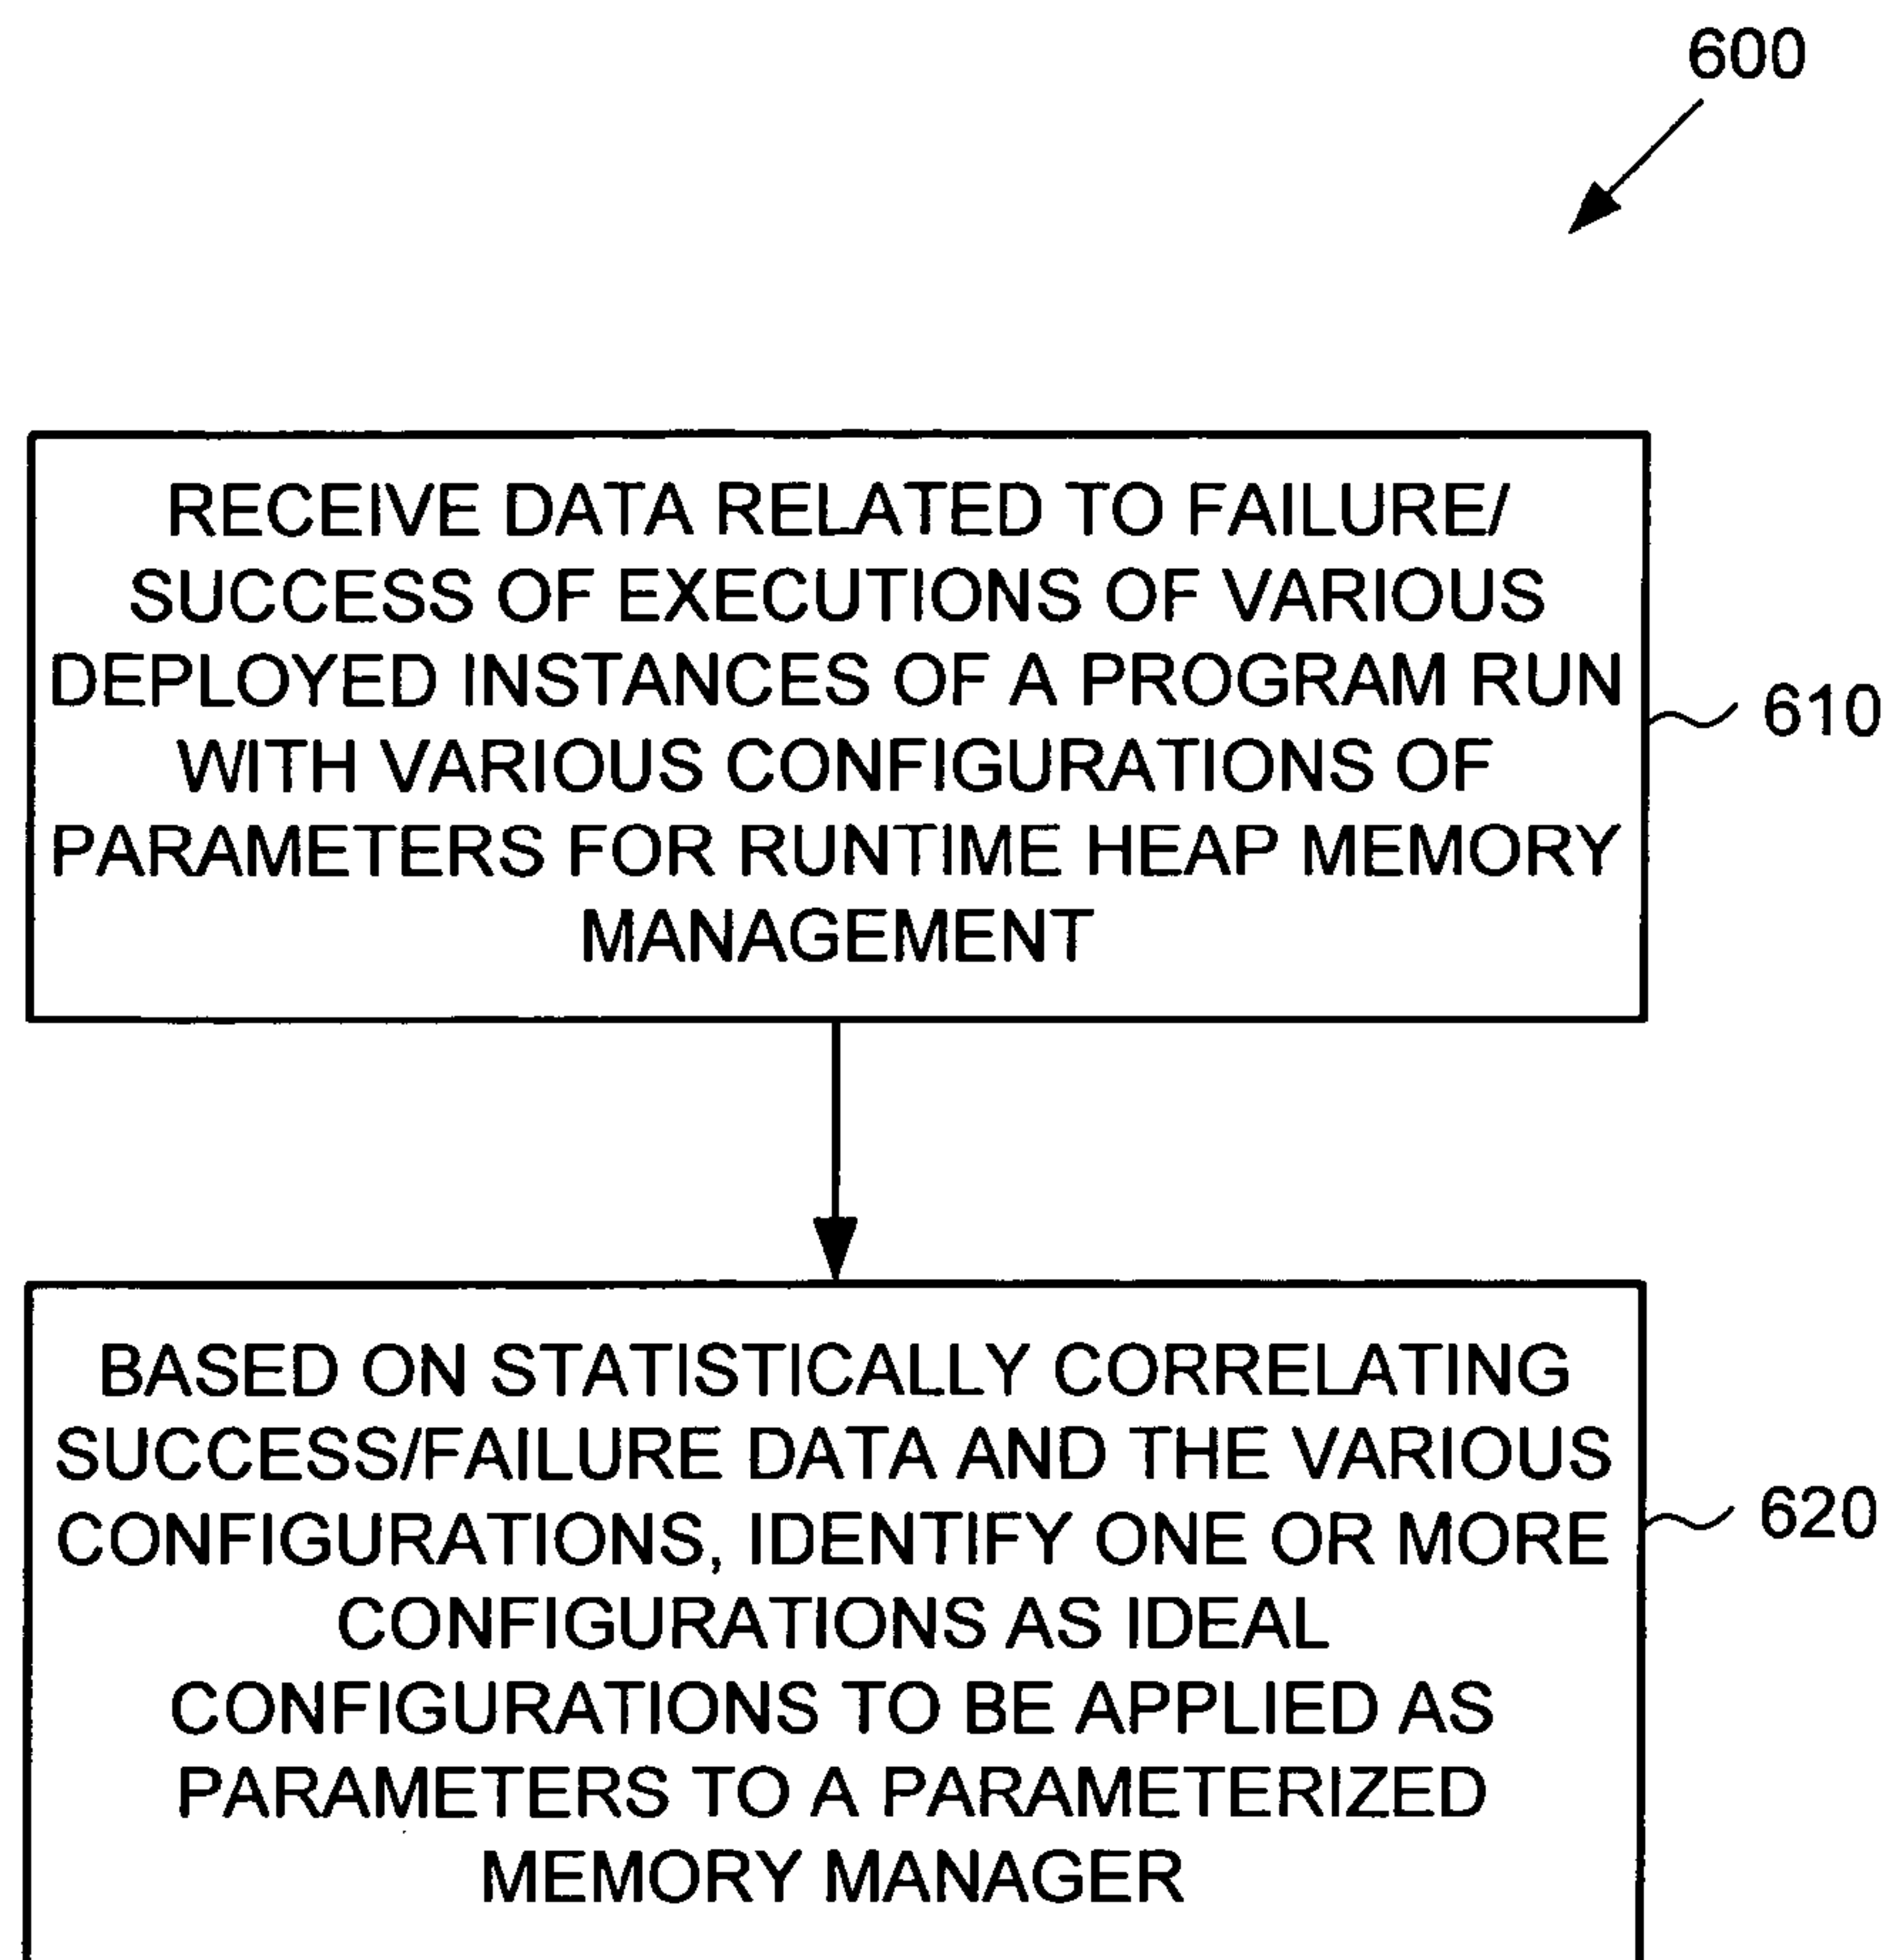 600
RECEIVE DATA RELATED TO FAILURE/
SUCCESS OF EXECUTIONS OF VARIOUS
DEPLOYED INSTANCES OF A PROGRAM RUN
WITH VARIOUS CONFIGURATIONS OF
PARAMETERS FOR RUNTIME HEAP MEMORY
MANAGEMENT
610
BASED ON STATISTICALLY CORRELATING
SUCCESS/FAILURE DATA AND THE VARIOUS
CONFIGURATIONS, IDENTIFY ONE OR MORE
CONFIGURATIONS AS IDEAL
CONFIGURATIONS TO BE APPLIED AS
PARAMETERS TO A PARAMETERIZED
MEMORY MANAGER
620